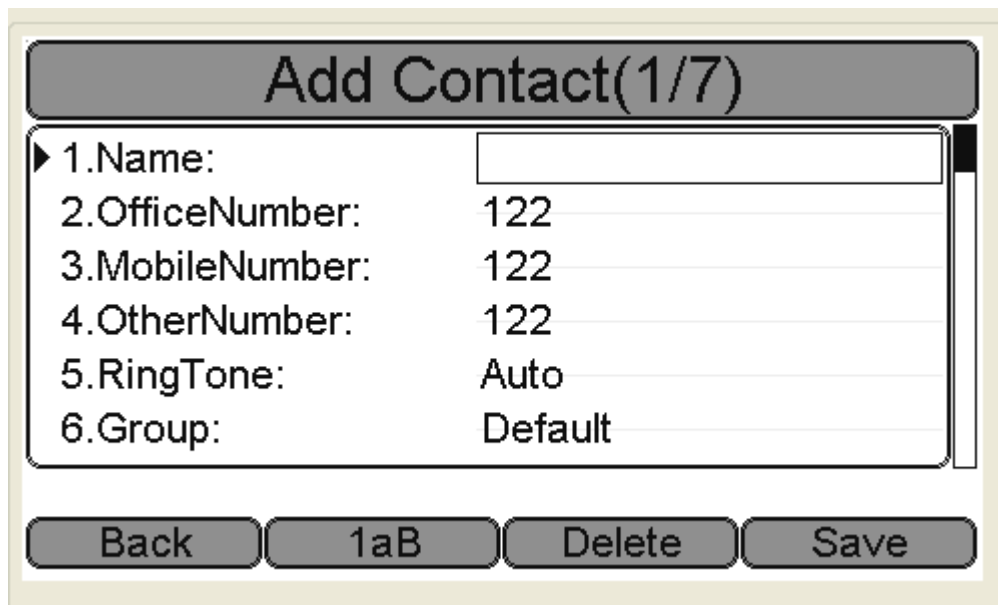 Add Contact(1/7)
1.Name:
2.OfficeNumber: 122
3.MobileNumber: 122
4.OtherNumber: 122
5.RingTone: Auto
6.Group: Default
Back 1aB Delete Save